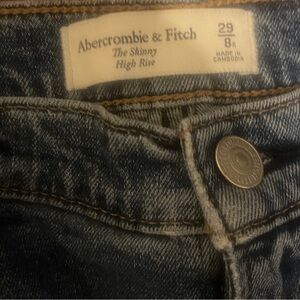 Abercrombie & Fitch
The Skinny
High Rise
29
8R
MADE IN
CAMBODIA